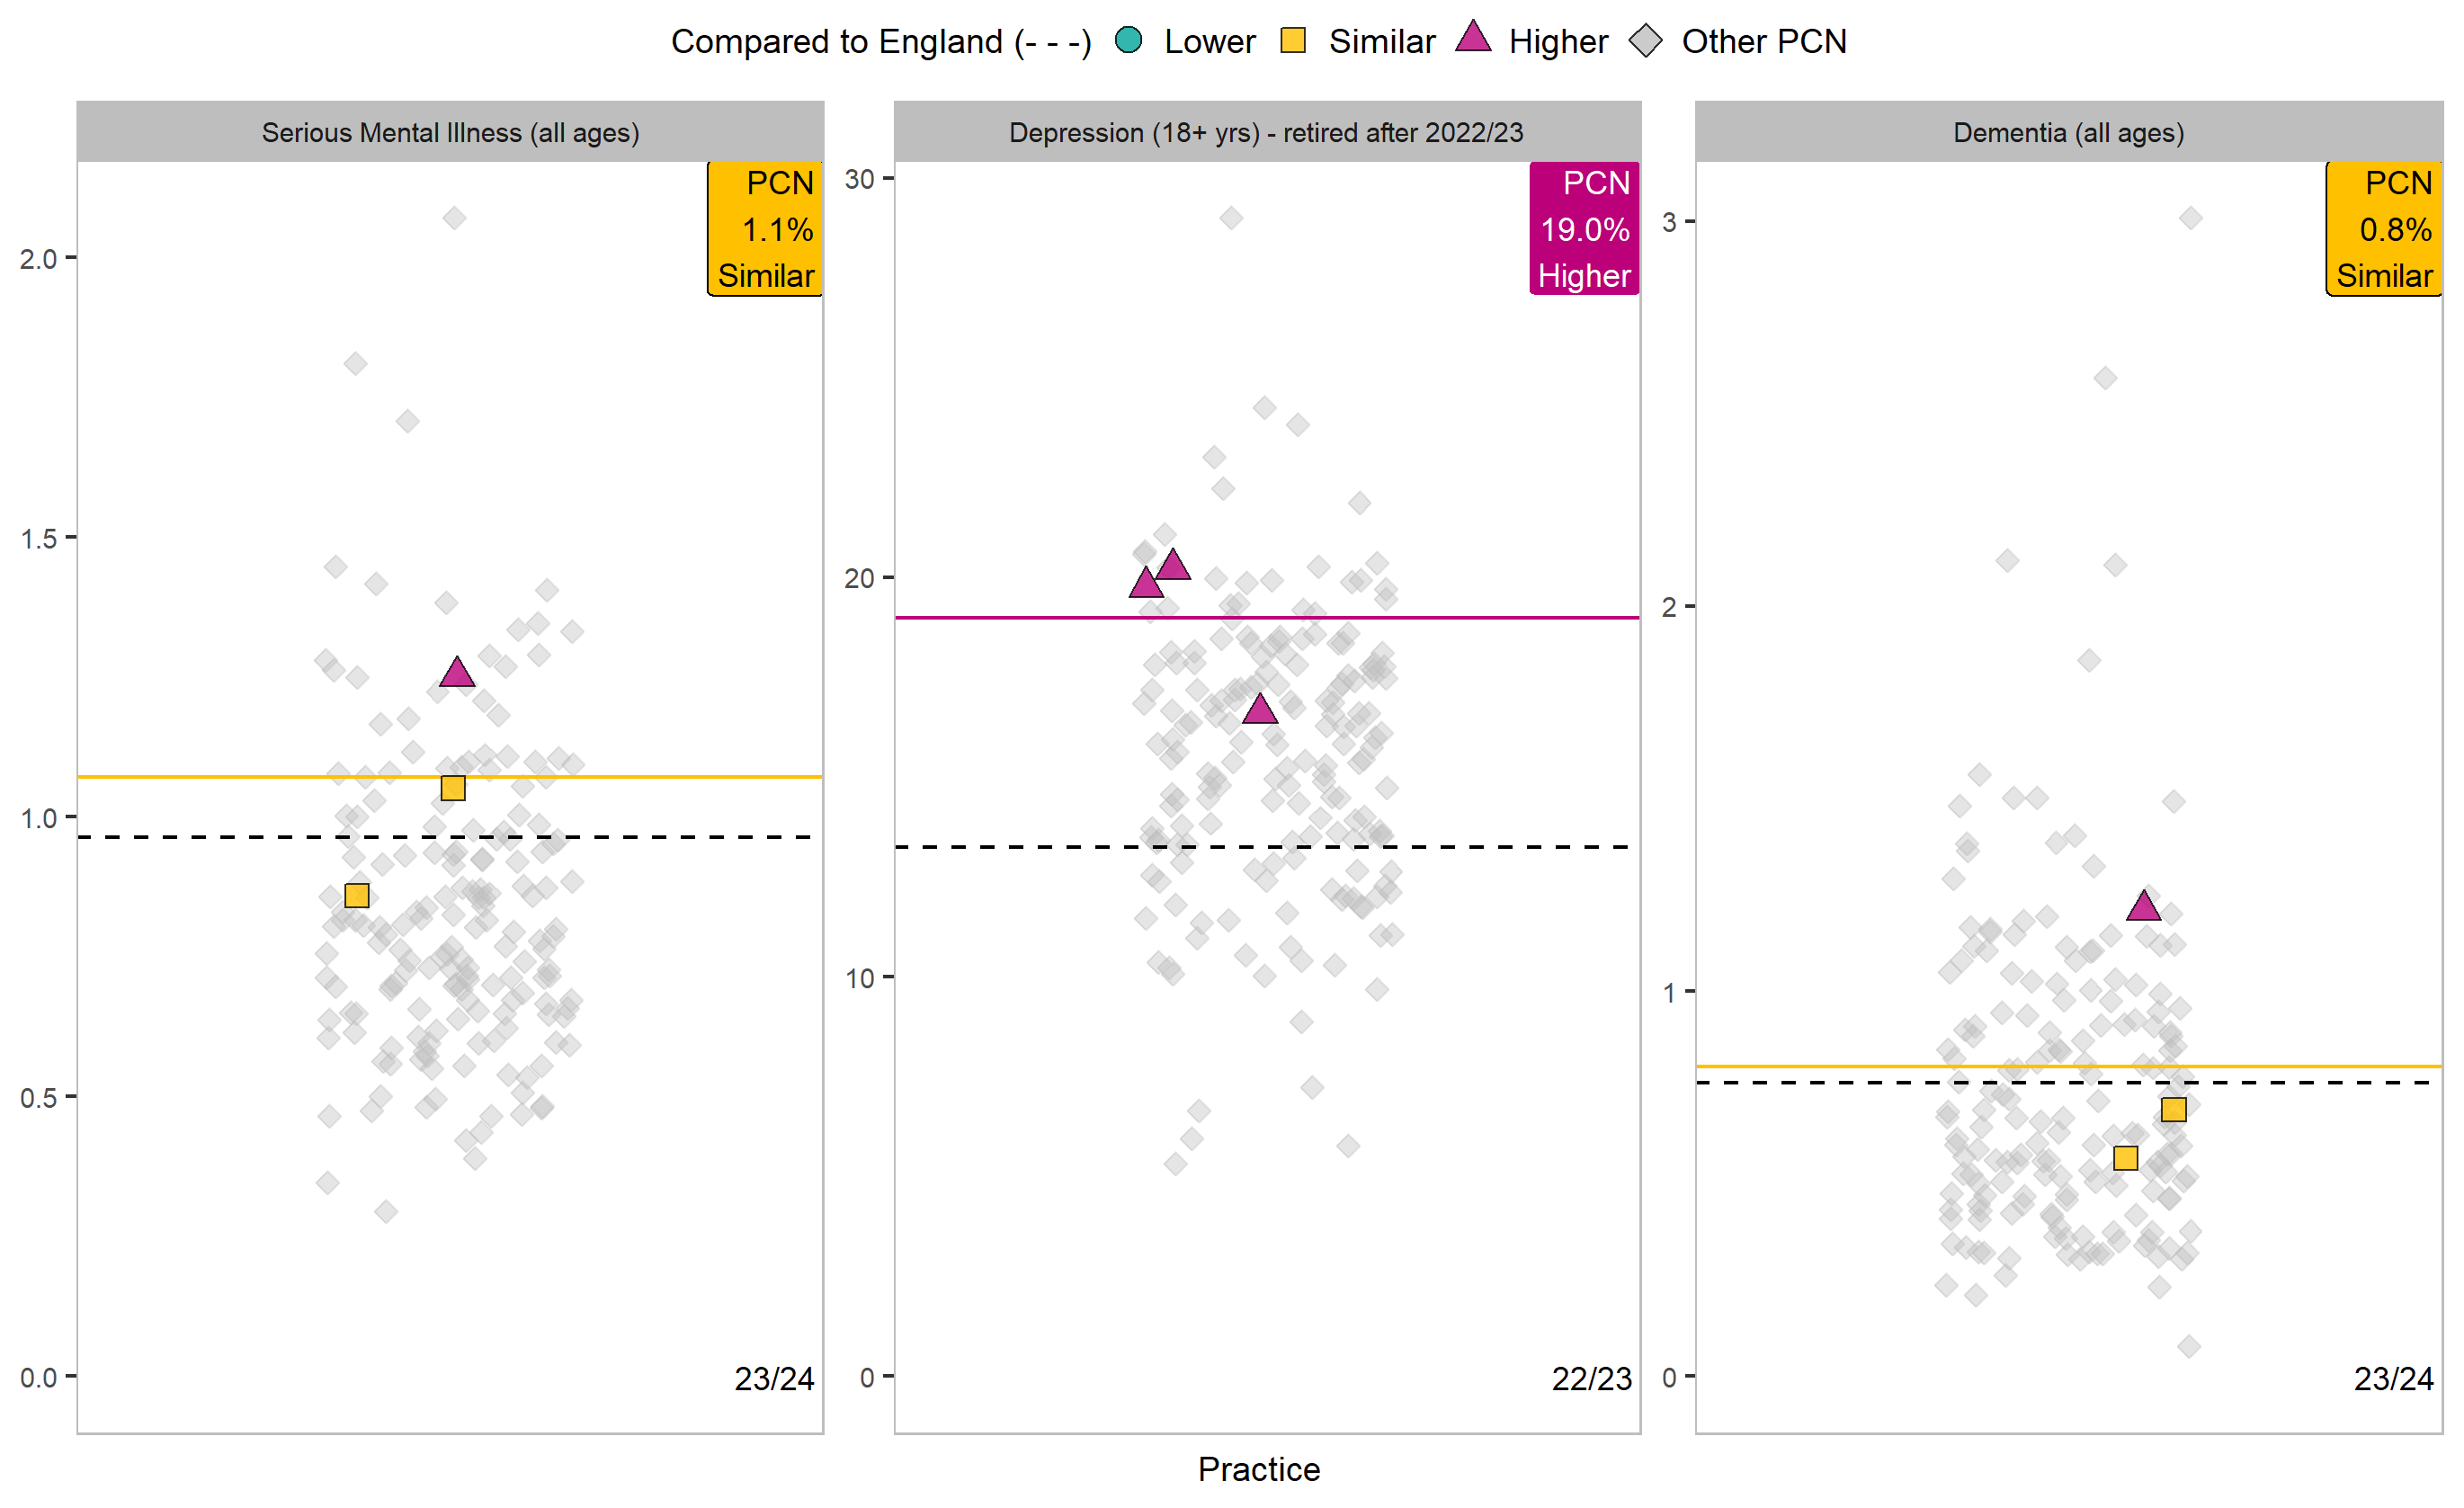 Compared to England (- - -) Lower Similar Higher Other PCN
Serious Mental Illness (all ages)
PCN
1.1%
Similar
2.0
1.5
1.0
0.5
0.0
23/24
Depression (18+ yrs) - retired after 2022/23
PCN
19.0%
Higher
30
20
10
0
22/23
Dementia (all ages)
PCN
0.8%
Similar
3
2
1
0
23/24
Practice